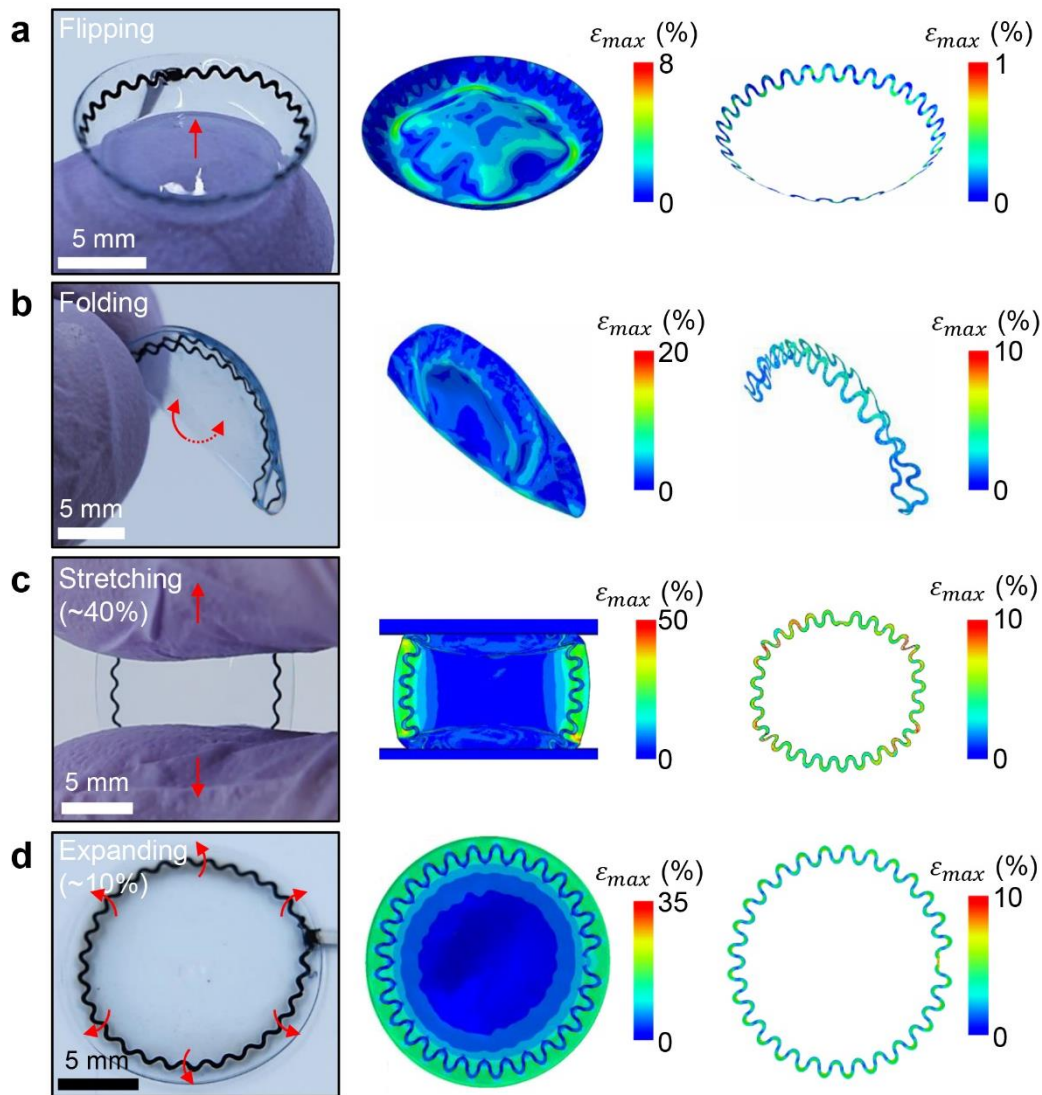 a
Flipping
5 mm
ε_max (%)
8
0
ε_max (%)
1
0
b
Folding
5 mm
ε_max (%)
20
0
ε_max (%)
10
0
c
Stretching
(~40%)
5 mm
ε_max (%)
50
0
ε_max (%)
10
0
d
Expanding
(~10%)
5 mm
ε_max (%)
35
0
ε_max (%)
10
0